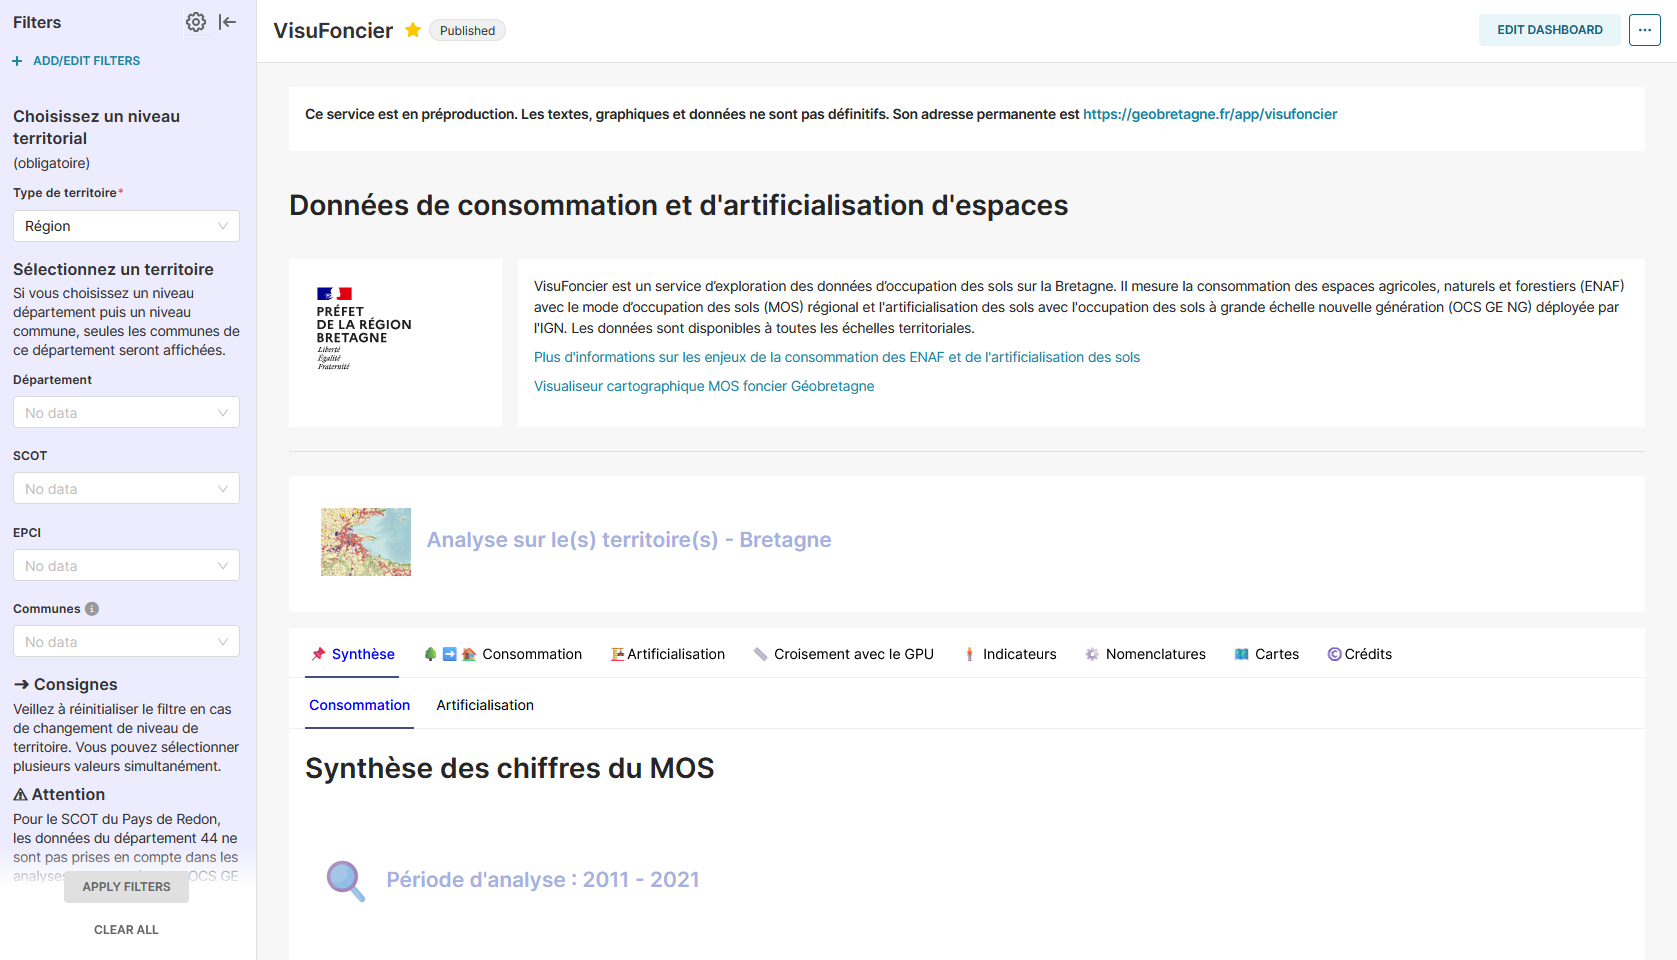 Filters
ADD/EDIT FILTERS
Choisissez un niveau
territorial
(obligatoire)
Type de territoire*
Région
Sélectionnez un territoire
Si vous choisissez un niveau
département puis un niveau
commune, seules les communes de
ce département seront affichées.
Département
No data
SCOT
No data
EPCI
No data
Communes
No data
➞ Consignes
Veillez à réinitialiser le filtre en cas
de changement de niveau de
territoire. Vous pouvez sélectionner
plusieurs valeurs simultanément.
⚠ Attention
Pour le SCOT du Pays de Redon,
les données du département 44 ne
sont pas prises en compte dans les
analyses OCS GE
APPLY FILTERS
CLEAR ALL
VisuFoncier Published
EDIT DASHBOARD
Ce service est en préproduction. Les textes, graphiques et données ne sont pas définitifs. Son adresse permanente est https://geobretagne.fr/app/visufoncier
Données de consommation et d'artificialisation d'espaces
PRÉFET
DE LA RÉGION
BRETAGNE
Liberté
Égalité
Fraternité
VisuFoncier est un service d'exploration des données d'occupation des sols sur la Bretagne. Il mesure la consommation des espaces agricoles, naturels et forestiers (ENAF)
avec le mode d'occupation des sols (MOS) régional et l'artificialisation des sols avec l'occupation des sols à grande échelle nouvelle génération (OCS GE NG) déployée par
l'IGN. Les données sont disponibles à toutes les échelles territoriales.
Plus d'informations sur les enjeux de la consommation des ENAF et de l'artificialisation des sols
Visualiseur cartographique MOS foncier Géobretagne
Analyse sur le(s) territoire(s) - Bretagne
Synthèse Consommation Artificialisation Croisement avec le GPU Indicateurs Nomenclatures Cartes ©Crédits
Consommation Artificialisation
Synthèse des chiffres du MOS
Période d'analyse : 2011 - 2021